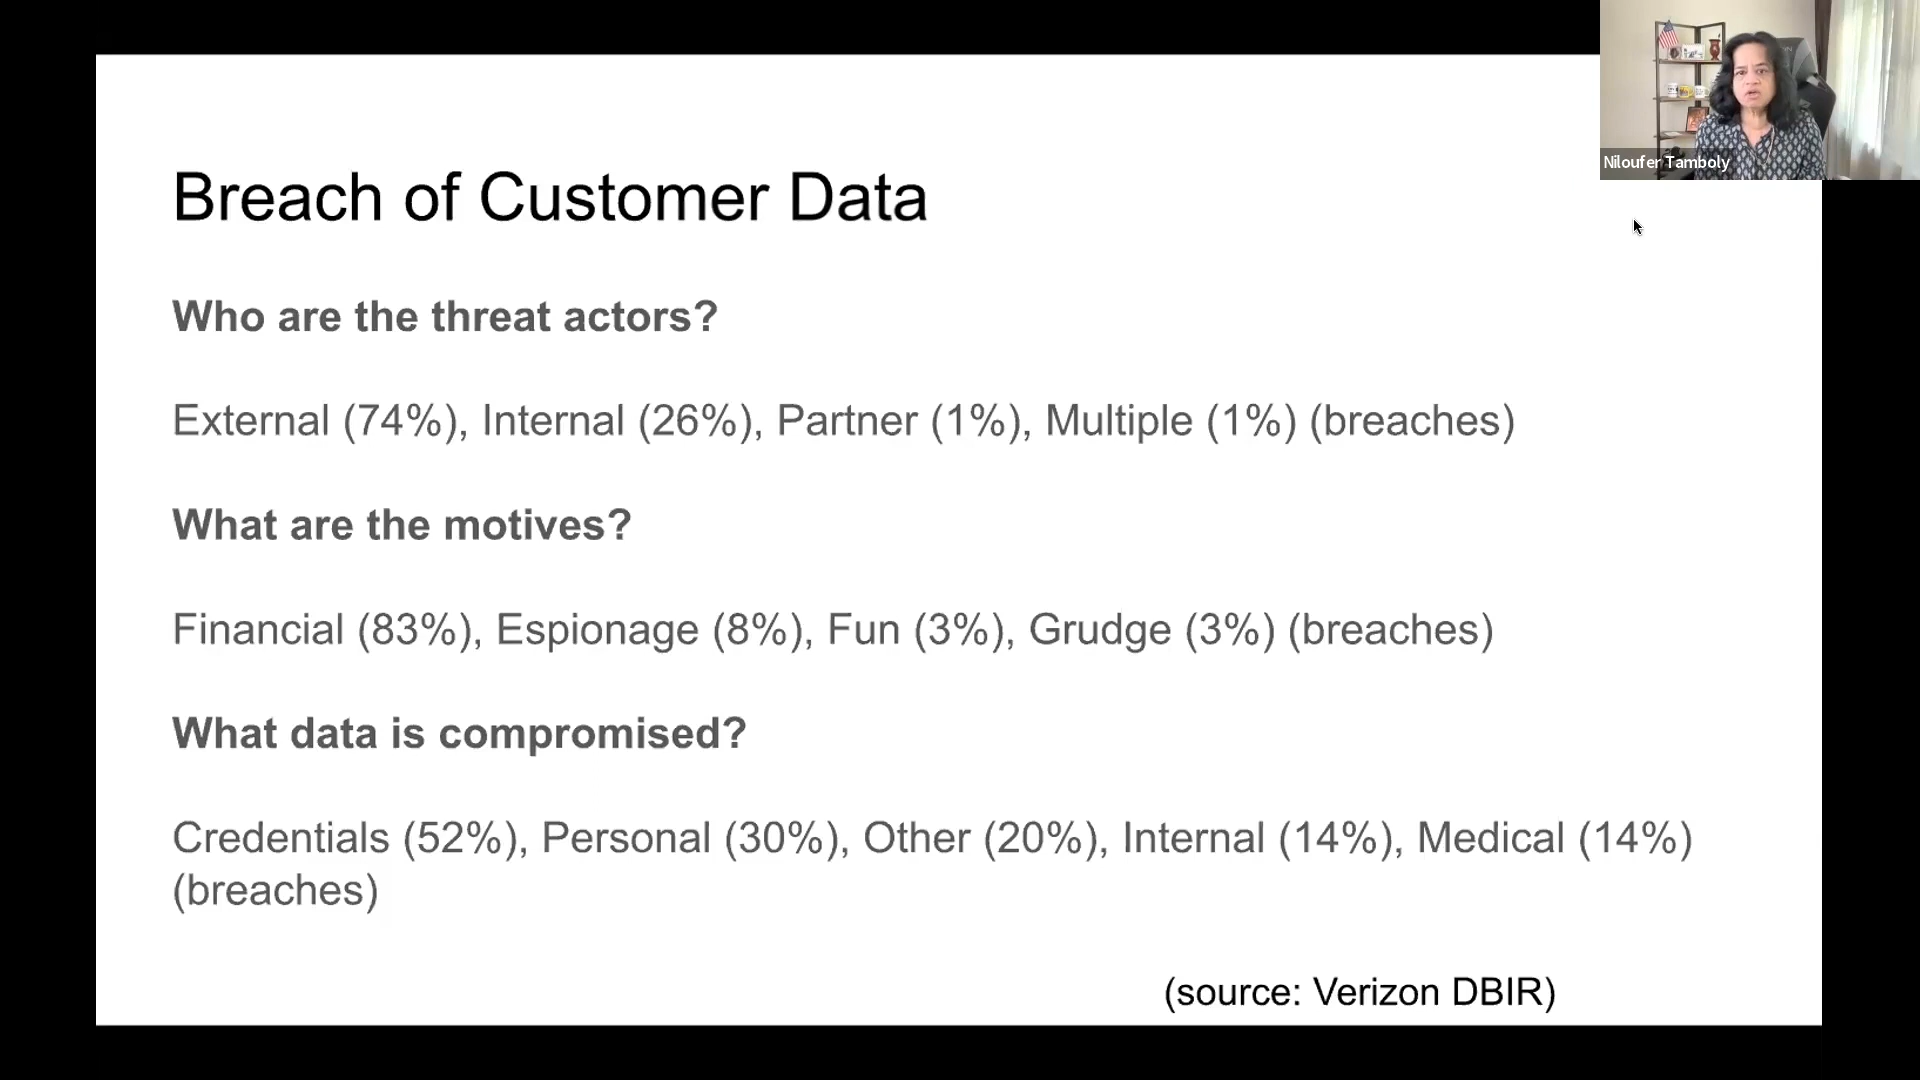 Niloufer Tamboly
Breach of Customer Data
Who are the threat actors?
External (74%), Internal (26%), Partner (1%), Multiple (1%) (breaches)
What are the motives?
Financial (83%), Espionage (8%), Fun (3%), Grudge (3%) (breaches)
What data is compromised?
Credentials (52%), Personal (30%), Other (20%), Internal (14%), Medical (14%)
(breaches)
(source: Verizon DBIR)